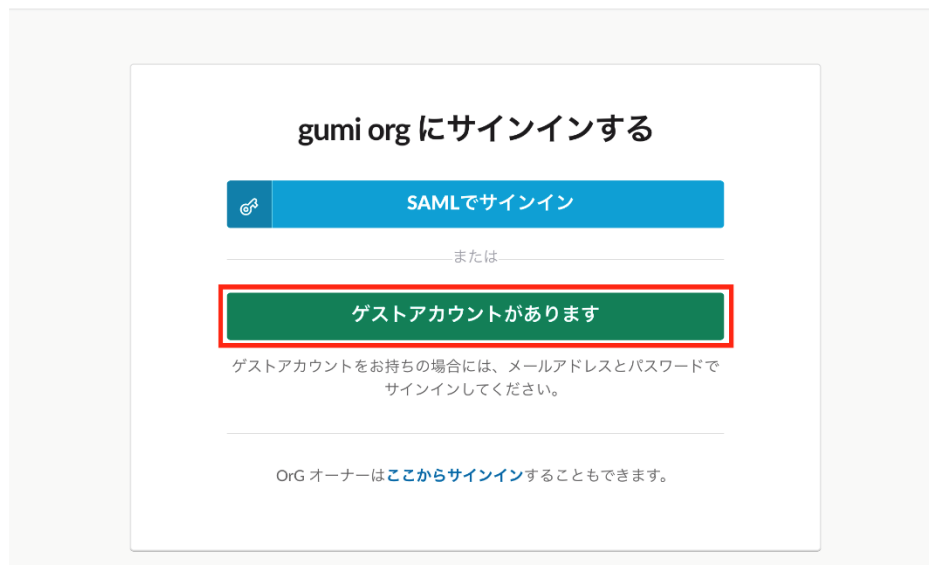 gumi org にサインインする
SAMLでサインイン
または
ゲストアカウントがあります
ゲストアカウントをお持ちの場合には、メールアドレスとパスワードで
サインインしてください。
OrG オーナーはここからサインインすることもできます。